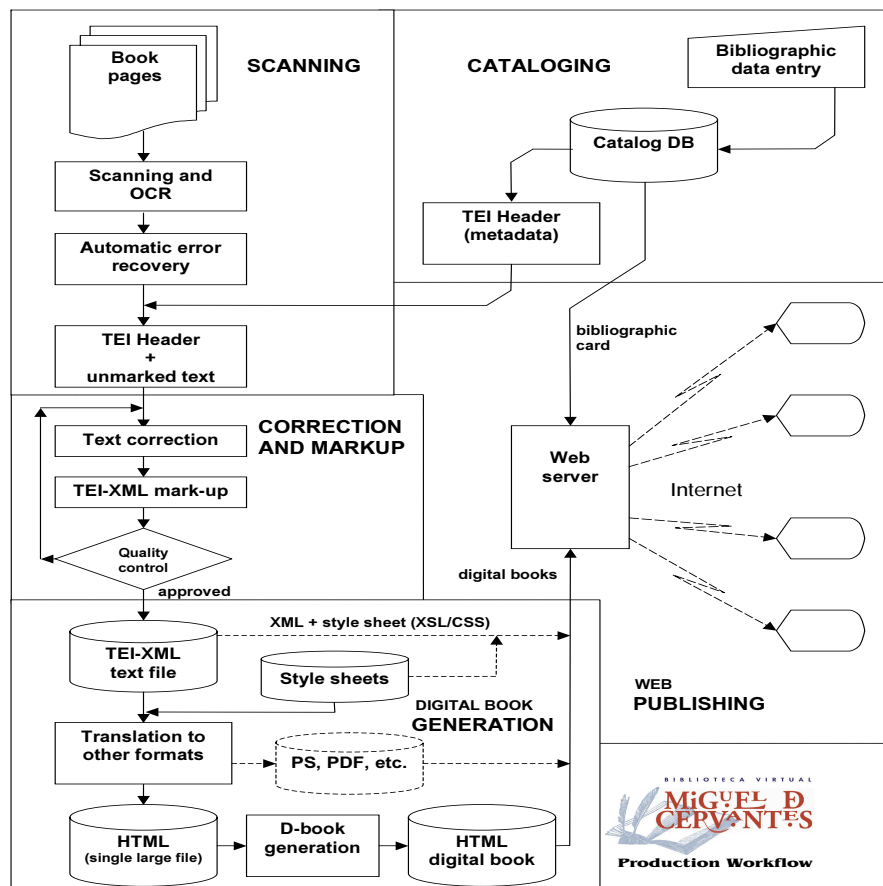 Book
pages
SCANNING
Scanning and
OCR
Automatic error
recovery
TEI Header
+
unmarked text
CATALOGING
Bibliographic
data entry
Catalog DB
TEI Header
(metadata)
bibliographic
card
CORRECTION
AND MARKUP
Text correction
TEI-XML mark-up
Quality
control
approved
Web
server
Internet
digital books
WEB
PUBLISHING
XML + style sheet (XSL/CSS)
TEI-XML
text file
Style sheets
DIGITAL BOOK
GENERATION
Translation to
other formats
PS, PDF, etc.
HTML
(single large file)
D-book
generation
HTML
digital book
BIBLIOTECA VIRTUAL
MIGUEL DE
CERVANTES
Production Workflow